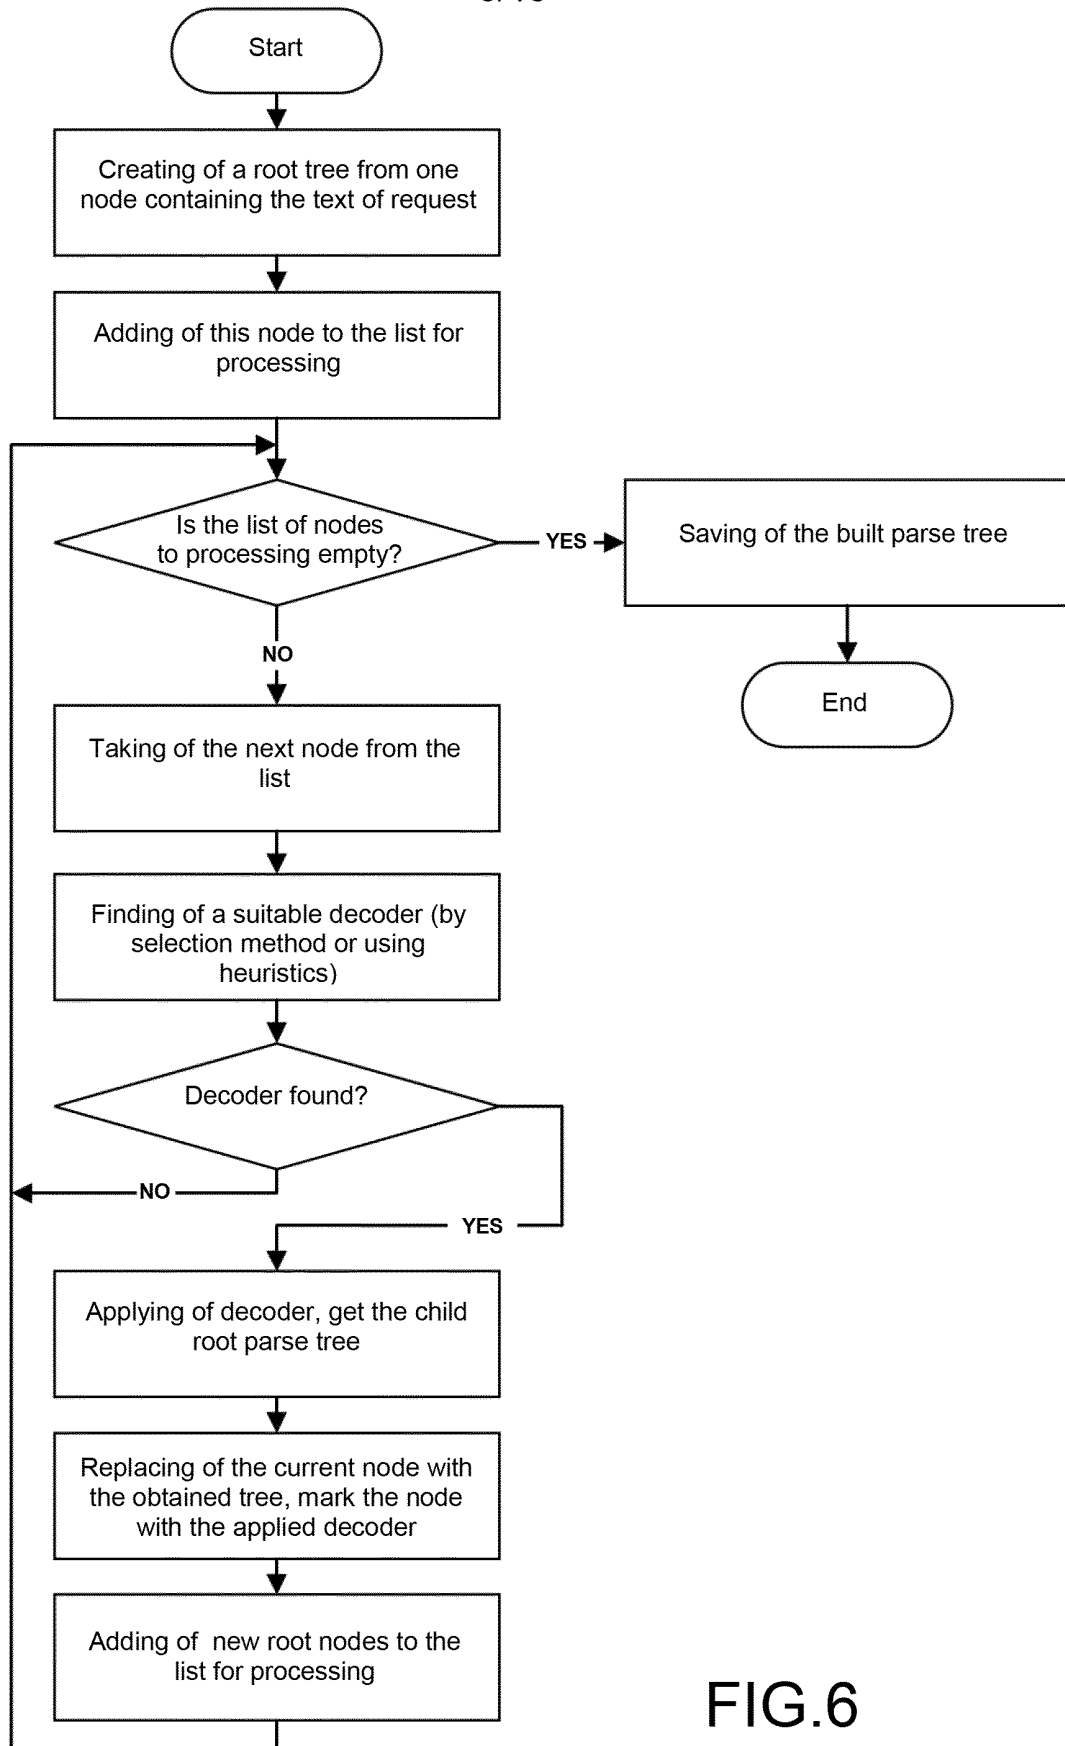 Start
Creating of a root tree from one
node containing the text of request
Adding of this node to the list for
processing
Is the list of nodes
to processing empty?
YES
Saving of the built parse tree
NO
End
Taking of the next node from the
list
Finding of a suitable decoder (by
selection method or using
heuristics)
Decoder found?
NO
YES
Applying of decoder, get the child
root parse tree
Replacing of the current node with
the obtained tree, mark the node
with the applied decoder
Adding of  new root nodes to the
list for processing
FIG.6